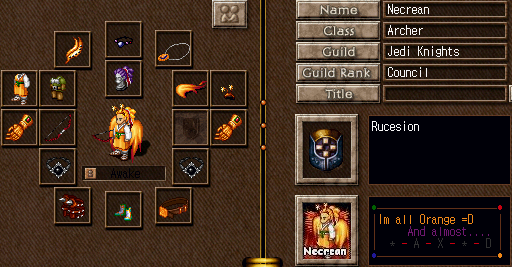 Name Necrean
Class Archer
Guild Jedi Knights
Guild Rank Council
Title
Rucesion
Awake
Im all Orange =D
And almost....
* - A - X - * - D
Necrean